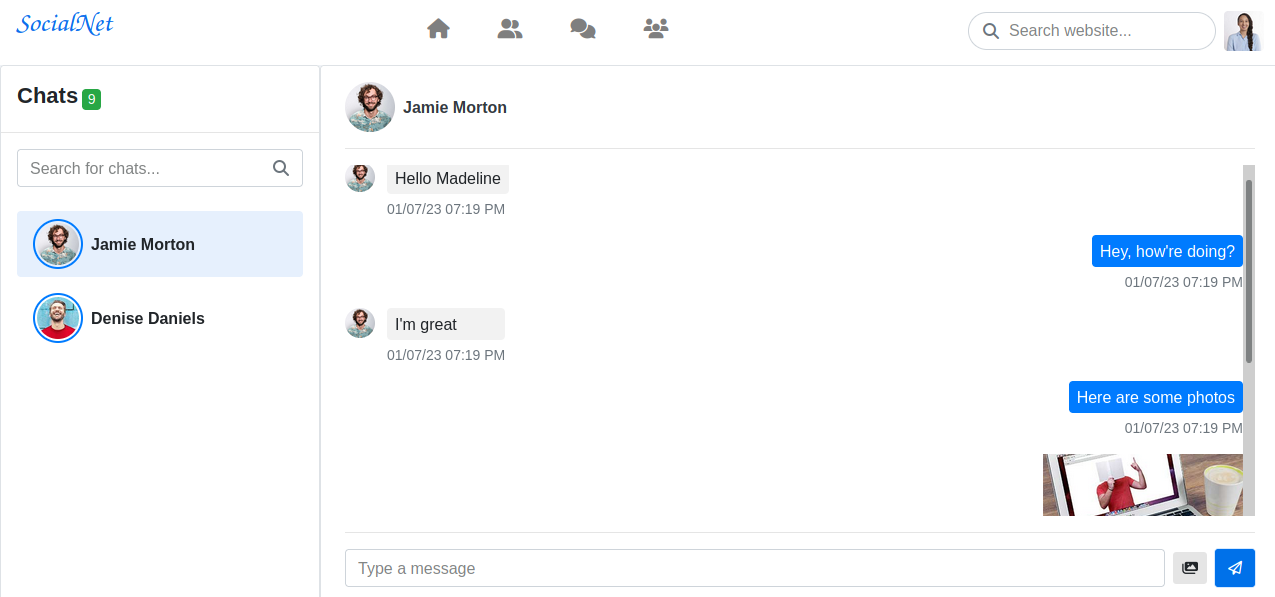 SocialNet
Search website...
Chats 9
Search for chats...
Jamie Morton
Denise Daniels
Jamie Morton
Hello Madeline
01/07/23 07:19 PM
Hey, how're doing?
01/07/23 07:19 PM
I'm great
01/07/23 07:19 PM
Here are some photos
01/07/23 07:19 PM
Type a message